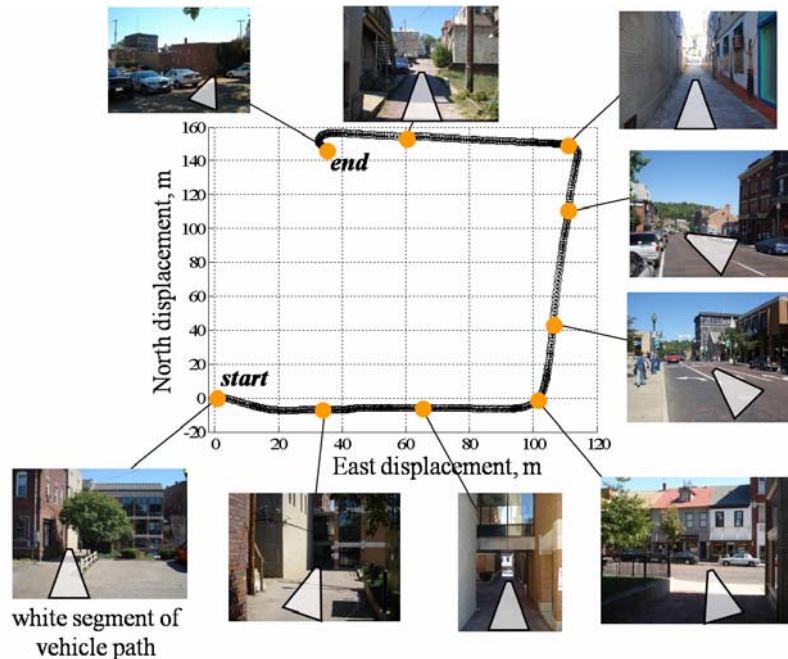 160
140
120
100
80
60
40
20
0
-20
North displacement, m
end
start
0 20 40 60 80 100 120
East displacement, m
white segment of
vehicle path